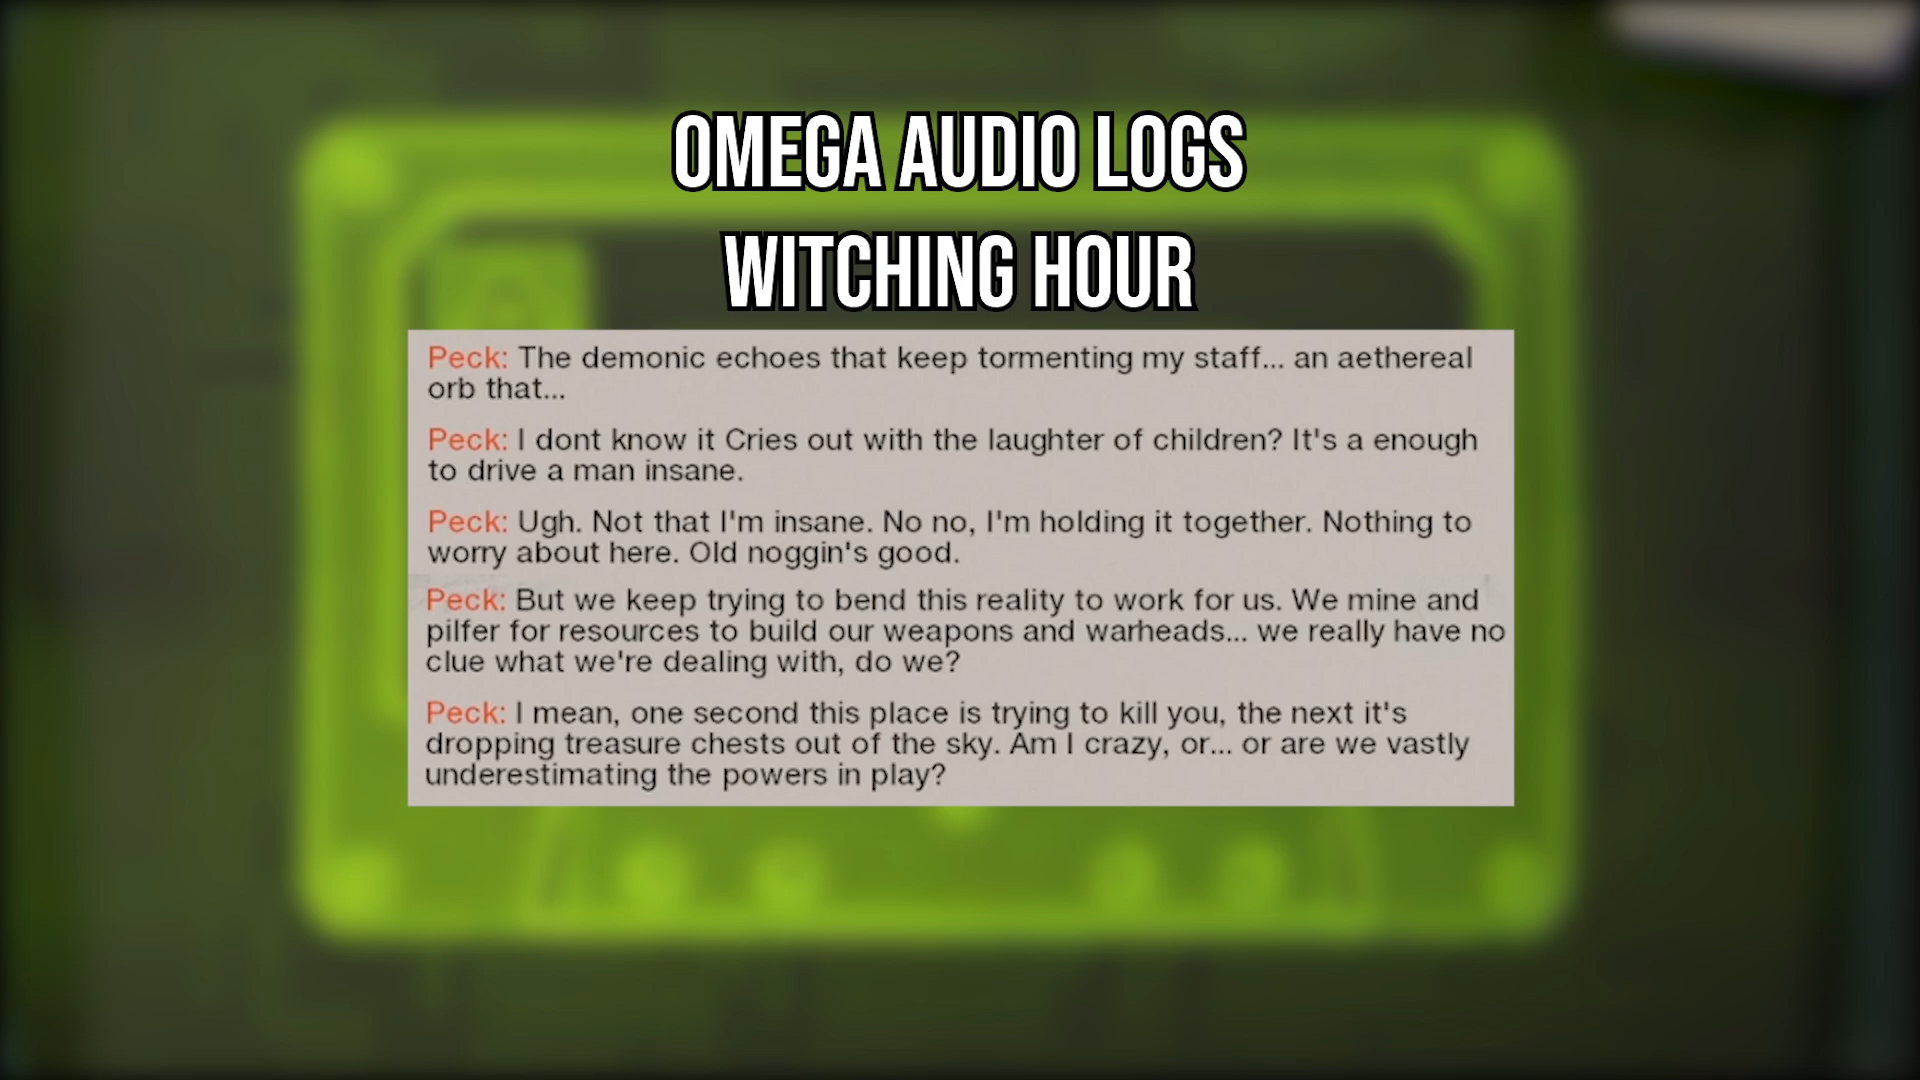 OMEGA AUDIO LOGS
WITCHING HOUR
Peck: The demonic echoes that keep tormenting my staff... an aethereal
orb that...
Peck: I dont know it Cries out with the laughter of children? It's a enough
to drive a man insane.
Peck: Ugh. Not that I'm insane. No no, I'm holding it together. Nothing to
worry about here. Old noggin's good.
Peck: But we keep trying to bend this reality to work for us. We mine and
pilfer for resources to build our weapons and warheads... we really have no
clue what we're dealing with, do we?
Peck: I mean, one second this place is trying to kill you, the next it's
dropping treasure chests out of the sky. Am I crazy, or... or are we vastly
underestimating the powers in play?